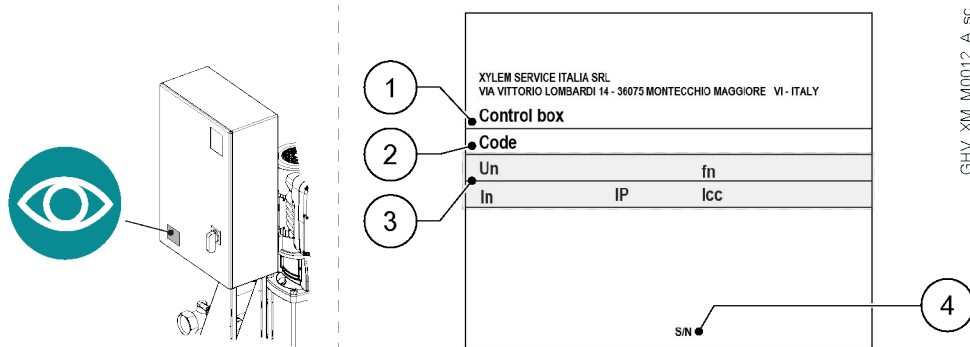 XYLEM SERVICE ITALIA SRL
VIA VITTORIO LOMBARDI 14 - 36075 MONTECCHIO MAGGIORE VI - ITALY
1
Control box
2
Code
3
Un fn
In IP Icc
4
S/N
GHV_XM_M0012_A_sc